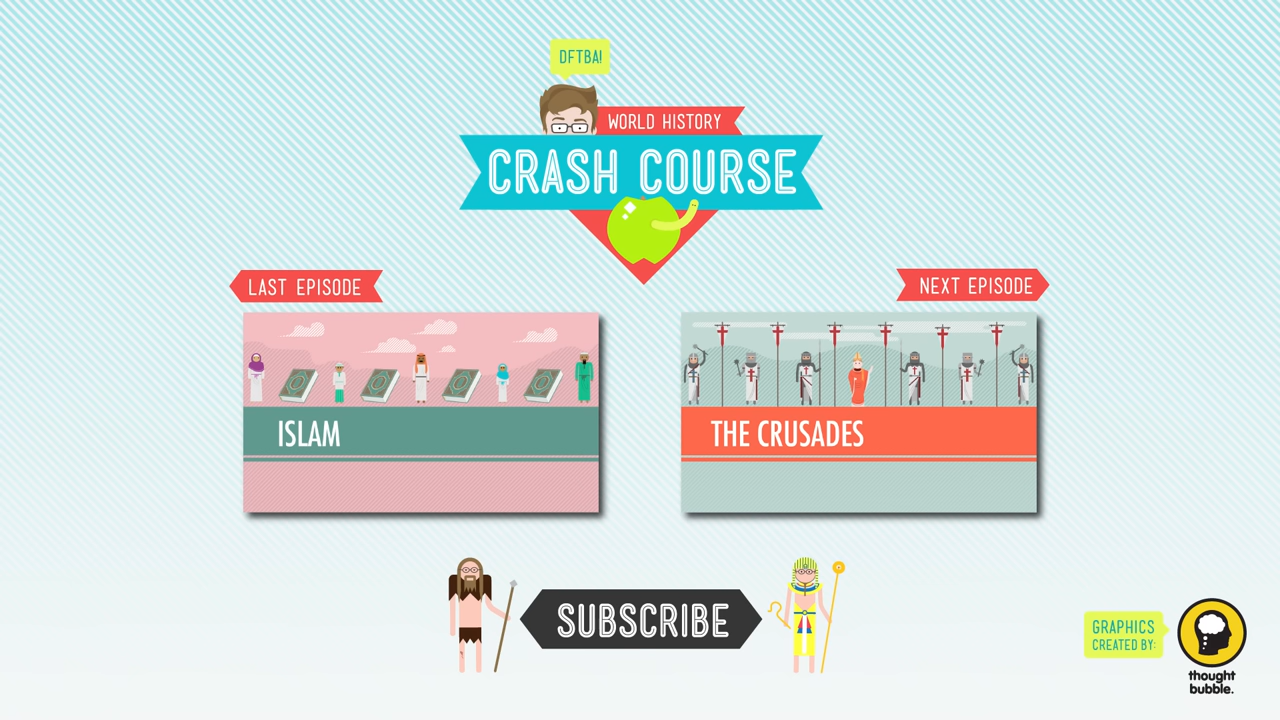 DFTBA!
WORLD HISTORY
CRASH COURSE
LAST EPISODE
NEXT EPISODE
ISLAM
THE CRUSADES
SUBSCRIBE
GRAPHICS
CREATED BY:
thought
bubble.